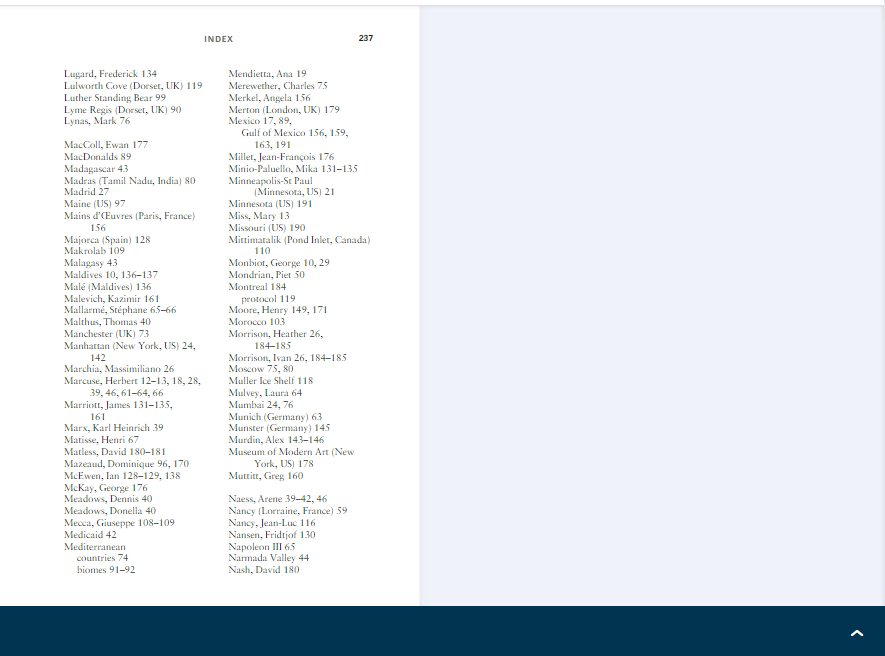 INDEX 237
Lugard, Frederick 134
Lulworth Cove (Dorset, UK) 119
Luther Standing Bear 99
Lyme Regis (Dorset, UK) 90
Lynas, Mark 76
MacColl, Ewan 177
MacDonalds 89
Madagascar 43
Madras (Tamil Nadu, India) 80
Madrid 27
Maine (US) 97
Mains d'Œuvres (Paris, France)
156
Majorca (Spain) 128
Makrolab 109
Malagasy 43
Maldives 10, 136–137
Malé (Maldives) 136
Malevich, Kazimir 161
Mallarmé, Stéphane 65–66
Malthus, Thomas 40
Manchester (UK) 73
Manhattan (New York, US) 24,
142
Marchia, Massimiliano 26
Marcuse, Herbert 12–13, 18, 28,
39, 46, 61–64, 66
Marriott, James 131–135,
161
Marx, Karl Heinrich 39
Matisse, Henri 67
Matless, David 180–181
Mazeaud, Dominique 96, 170
McEwen, Ian 128–129, 138
McKay, George 176
Meadows, Dennis 40
Meadows, Donella 40
Mecca, Giuseppe 108–109
Medicaid 42
Mediterranean
countries 74
biomes 91–92
Mendietta, Ana 19
Merewether, Charles 75
Merkel, Angela 156
Merton (London, UK) 179
Mexico 17, 89,
Gulf of Mexico 156, 159,
163, 191
Millet, Jean-François 176
Minio-Paluello, Mika 131–135
Minneapolis-St Paul
(Minnesota, US) 21
Minnesota (US) 191
Miss, Mary 13
Missouri (US) 190
Mittimatalik (Pond Inlet, Canada)
110
Monbiot, George 10, 29
Mondrian, Piet 50
Montreal 184
protocol 119
Moore, Henry 149, 171
Morocco 103
Morrison, Heather 26,
184–185
Morrison, Ivan 26, 184–185
Moscow 75, 80
Muller Ice Shelf 118
Mulvey, Laura 64
Mumbai 24, 76
Munich (Germany) 63
Munster (Germany) 145
Murdin, Alex 143–146
Museum of Modern Art (New
York, US) 178
Muttitt, Greg 160
Naess, Arene 39–42, 46
Nancy (Lorraine, France) 59
Nancy, Jean-Luc 116
Nansen, Fridtjof 130
Napoleon III 65
Narmada Valley 44
Nash, David 180